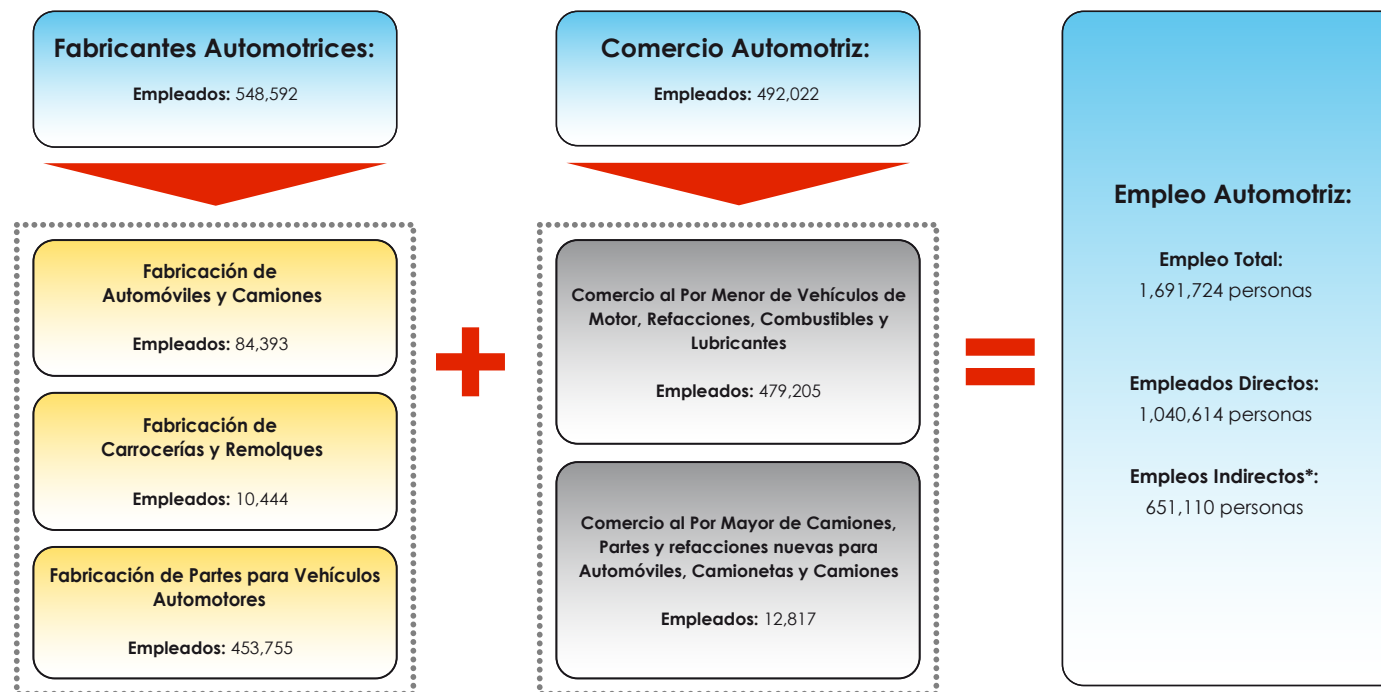 Fabricantes Automotrices:
Empleados: 548,592
Fabricación de
Automóviles y Camiones
Empleados: 84,393
Fabricación de
Carrocerías y Remolques
Empleados: 10,444
Fabricación de Partes para Vehículos
Automotores
Empleados: 453,755
+
Comercio Automotriz:
Empleados: 492,022
Comercio al Por Menor de Vehículos de
Motor, Refacciones, Combustibles y
Lubricantes
Empleados: 479,205
Comercio al Por Mayor de Camiones,
Partes y refacciones nuevas para
Automóviles, Camionetas y Camiones
Empleados: 12,817
=
Empleo Automotriz:
Empleo Total:
1,691,724 personas
Empleados Directos:
1,040,614 personas
Empleos Indirectos*:
651,110 personas